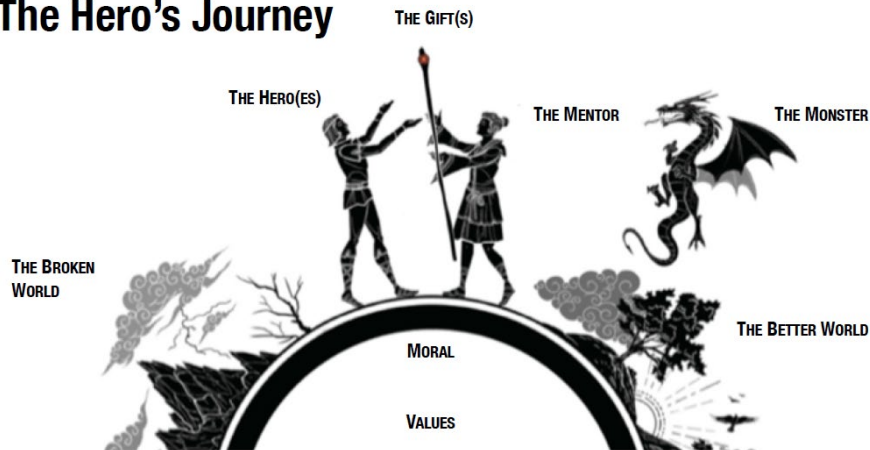 The Hero's Journey
THE GIFT(S)
THE HERO(ES)
THE MENTOR
THE MONSTER
THE BROKEN
WORLD
THE BETTER WORLD
MORAL
VALUES